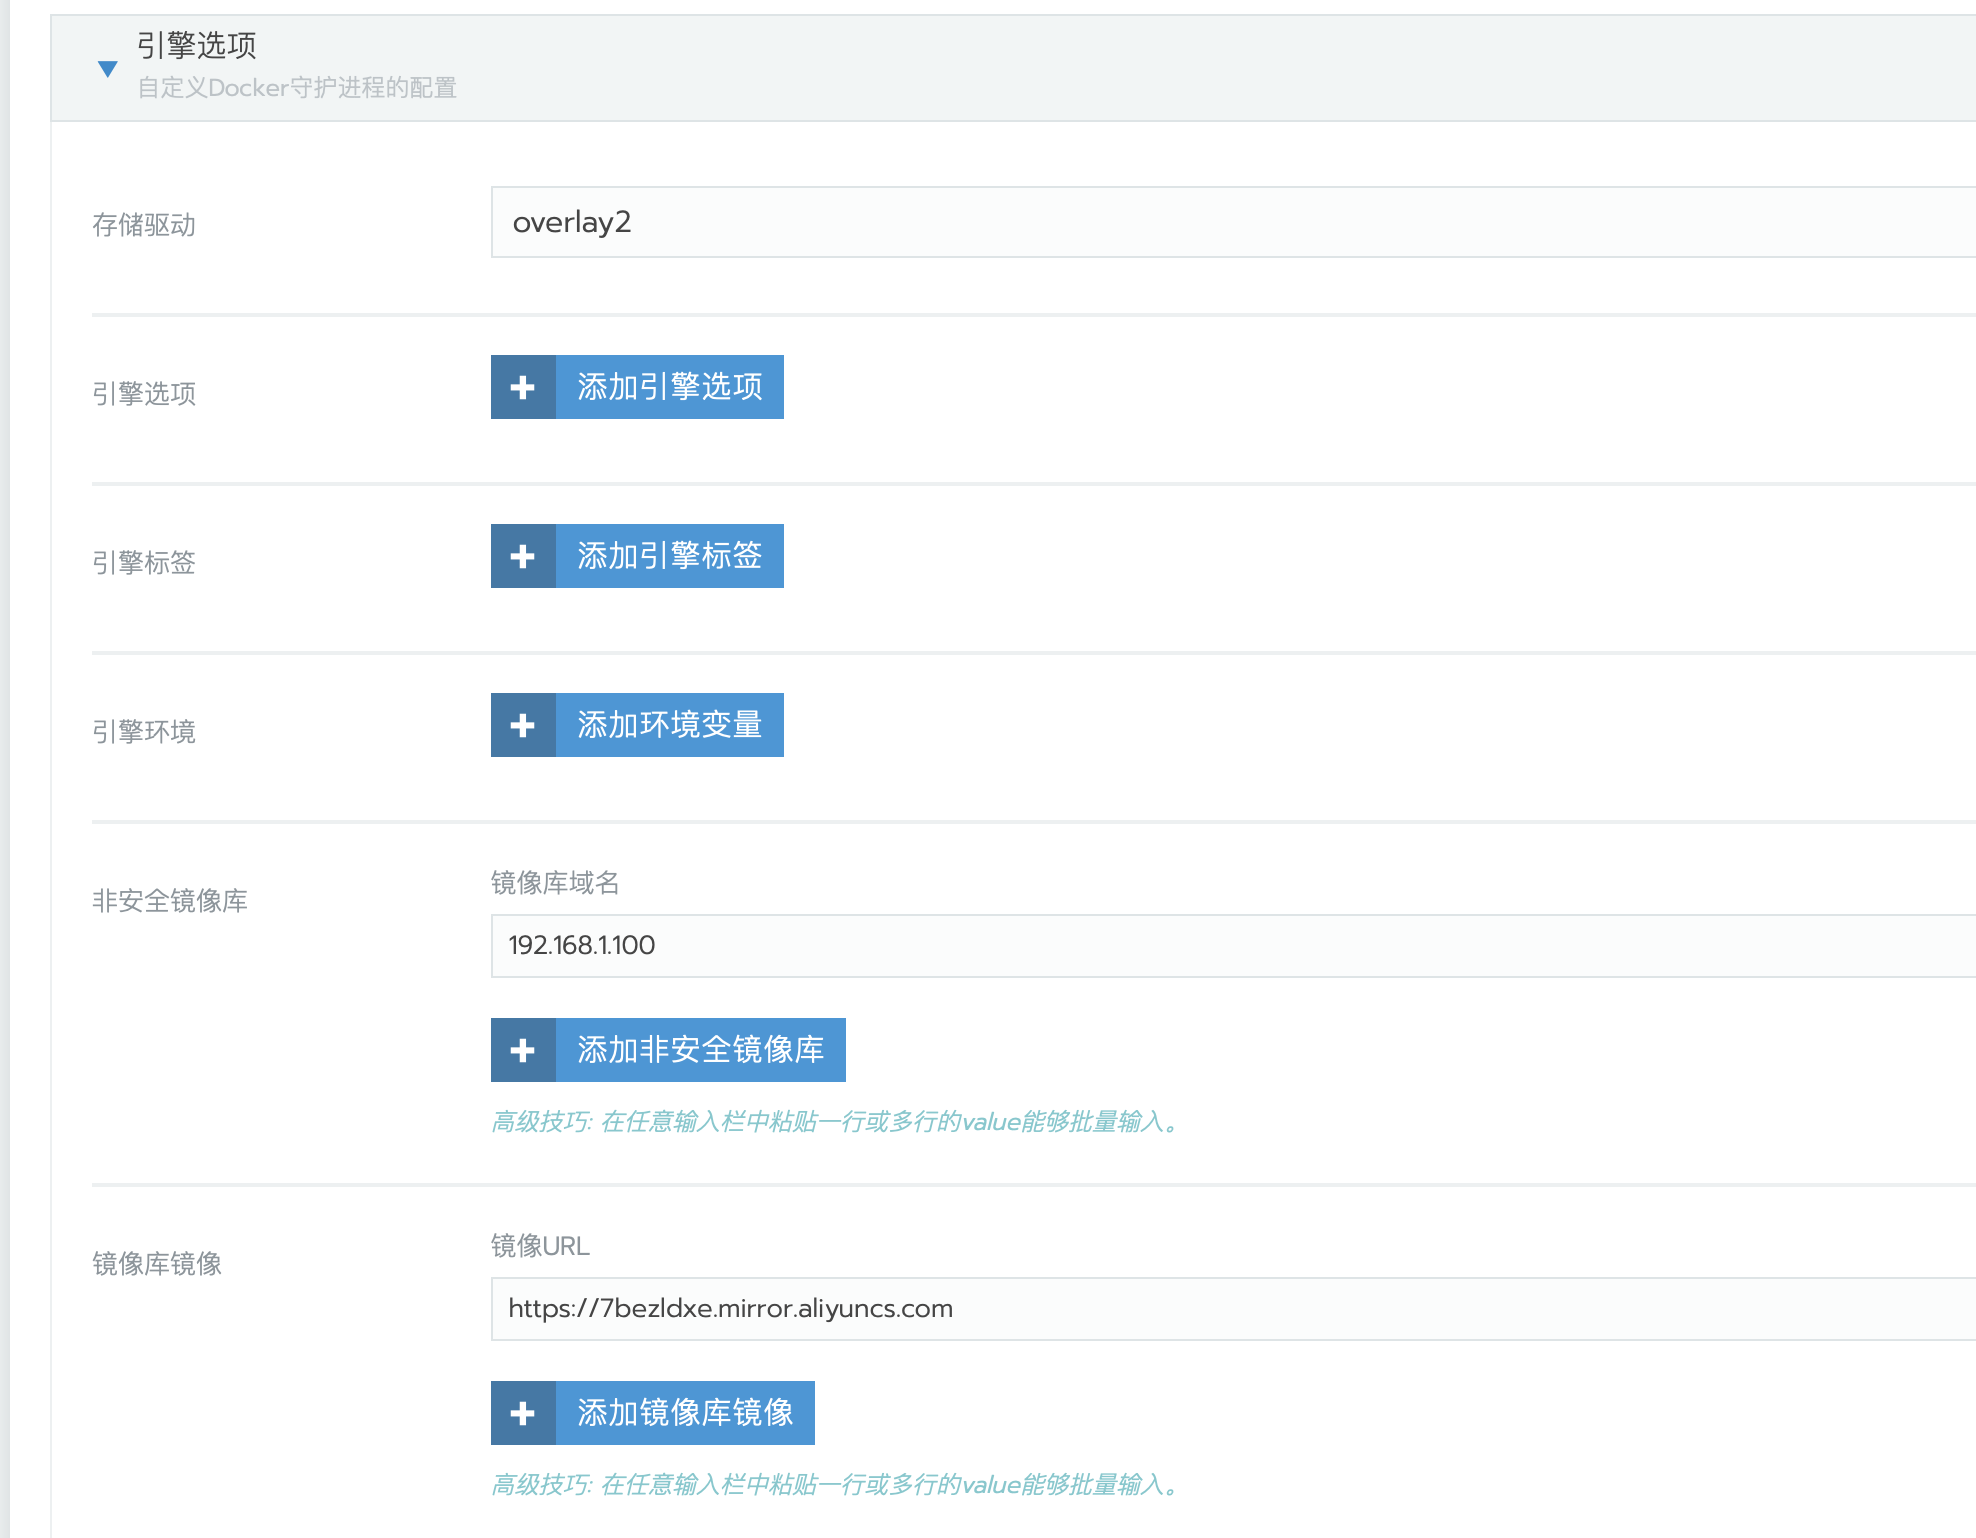 引擎选项
自定义Docker守护进程的配置
存储驱动
overlay2
引擎选项
添加引擎选项
引擎标签
添加引擎标签
引擎环境
添加环境变量
非安全镜像库
镜像库域名
192.168.1.100
添加非安全镜像库
高级技巧: 在任意输入栏中粘贴一行或多行的value能够批量输入。
镜像库镜像
镜像URL
https://7bezldxe.mirror.aliyuncs.com
添加镜像库镜像
高级技巧: 在任意输入栏中粘贴一行或多行的value能够批量输入。